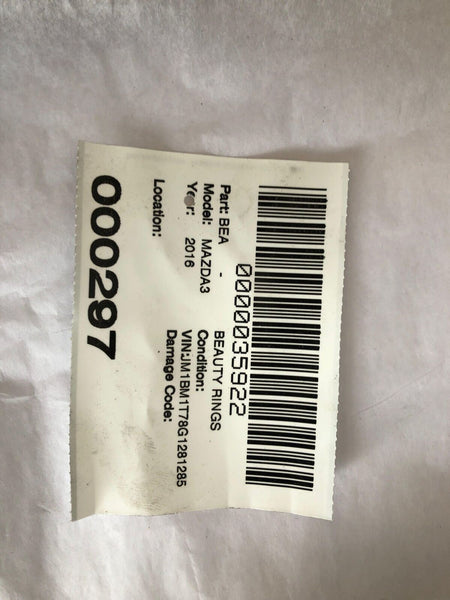 0000035922
Part: BEA - BEAUTY RINGS
Model: MAZDA3 Condition:
Year: 2016 VIN:JM1BM1T78G1281285
Damage Code:
Location:
000297